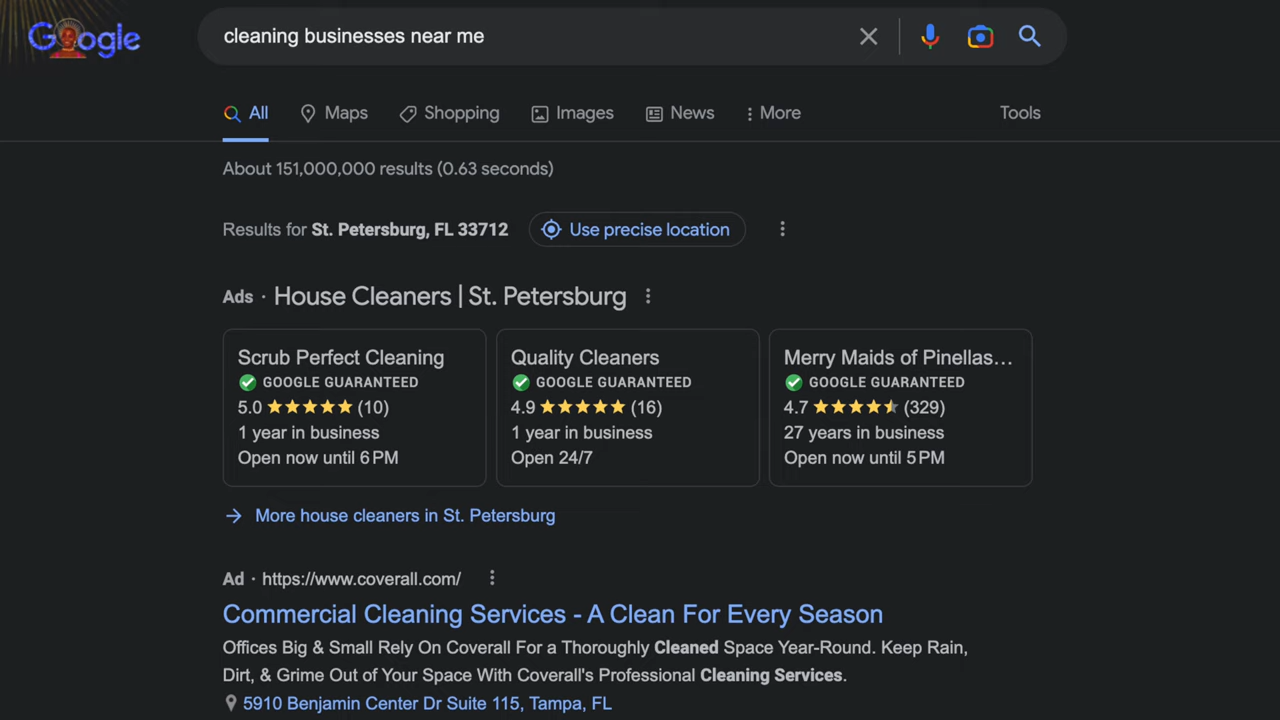 Google
cleaning businesses near me
All Maps Shopping Images News More Tools
About 151,000,000 results (0.63 seconds)
Results for St. Petersburg, FL 33712 Use precise location
Ads · House Cleaners | St. Petersburg
Scrub Perfect Cleaning
GOOGLE GUARANTEED
5.0 (10)
1 year in business
Open now until 6 PM
Quality Cleaners
GOOGLE GUARANTEED
4.9 (16)
1 year in business
Open 24/7
Merry Maids of Pinellas...
GOOGLE GUARANTEED
4.7 (329)
27 years in business
Open now until 5 PM
More house cleaners in St. Petersburg
Ad · https://www.coverall.com/
Commercial Cleaning Services - A Clean For Every Season
Offices Big & Small Rely On Coverall For a Thoroughly Cleaned Space Year-Round. Keep Rain,
Dirt, & Grime Out of Your Space With Coverall's Professional Cleaning Services.
5910 Benjamin Center Dr Suite 115, Tampa, FL